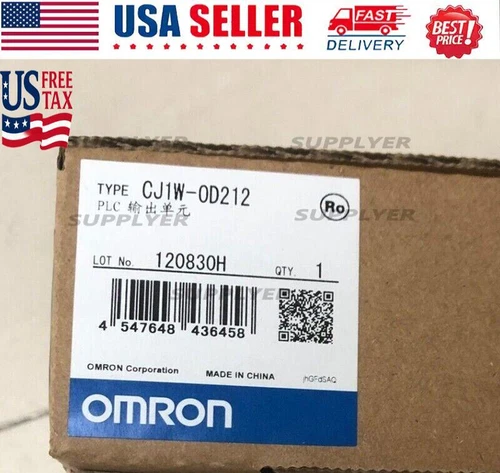 USA SELLER
FAST
DELIVERY
BEST
PRICE!
US FREE
TAX
SUPPLYER
TYPE CJ1W-OD212
PLC 输出单元
Ro
SUPPLYER
LOT No. 120830H
QTY. 1
SUPPLYER
4 547648 436458
OMRON Corporation
MADE IN CHINA
jhGFdSAQ
OMRON